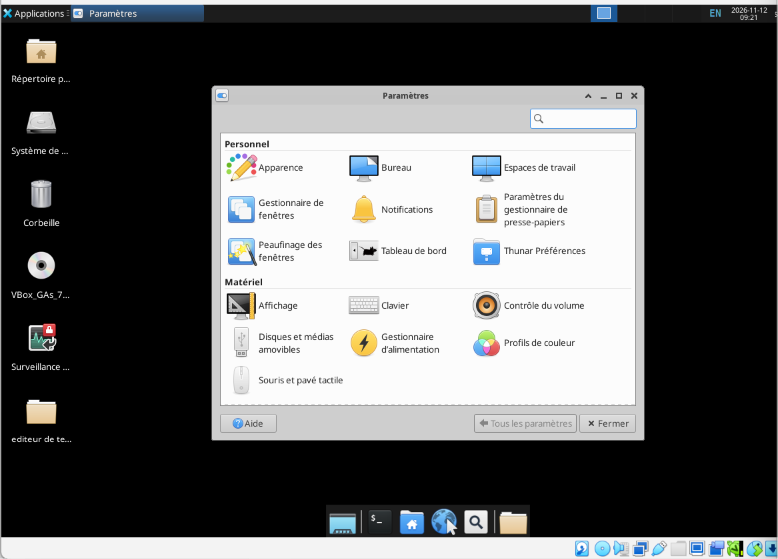 Applications
Paramètres
EN
2026-11-12
09:21
Répertoire p...
Système de ...
Corbeille
VBox_GAs_7...
Surveillance ...
editeur de te...
Paramètres
Personnel
Apparence
Bureau
Espaces de travail
Gestionnaire de
fenêtres
Notifications
Paramètres du
gestionnaire de
presse-papiers
Peaufinage des
fenêtres
Tableau de bord
Thunar Préférences
Matériel
Affichage
Clavier
Contrôle du volume
Disques et médias
amovibles
Gestionnaire
d'alimentation
Profils de couleur
Souris et pavé tactile
Aide
Tous les paramètres
Fermer
$_